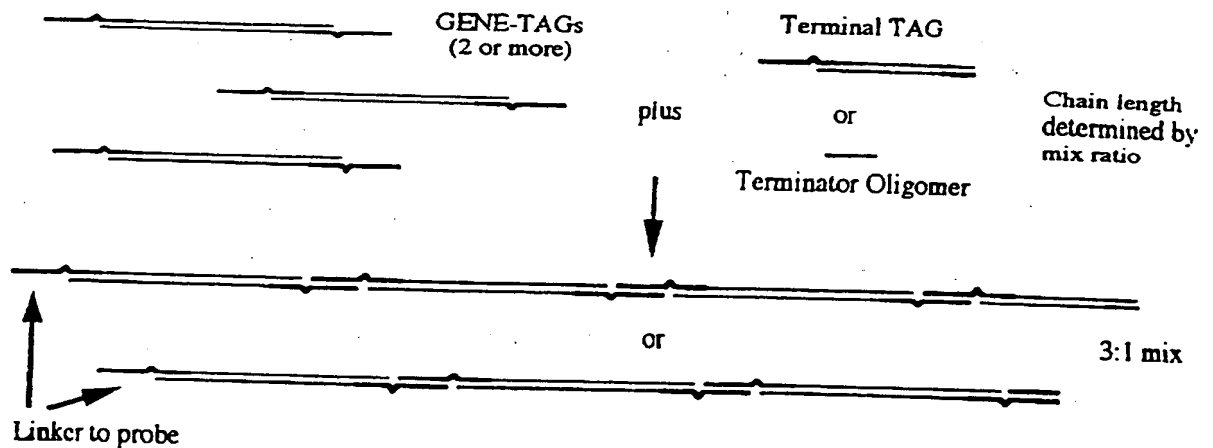 GENE-TAGs
(2 or more)
Terminal TAG
plus
or
Chain length
determined by
mix ratio
Terminator Oligomer
or
3:1 mix
Linker to probe